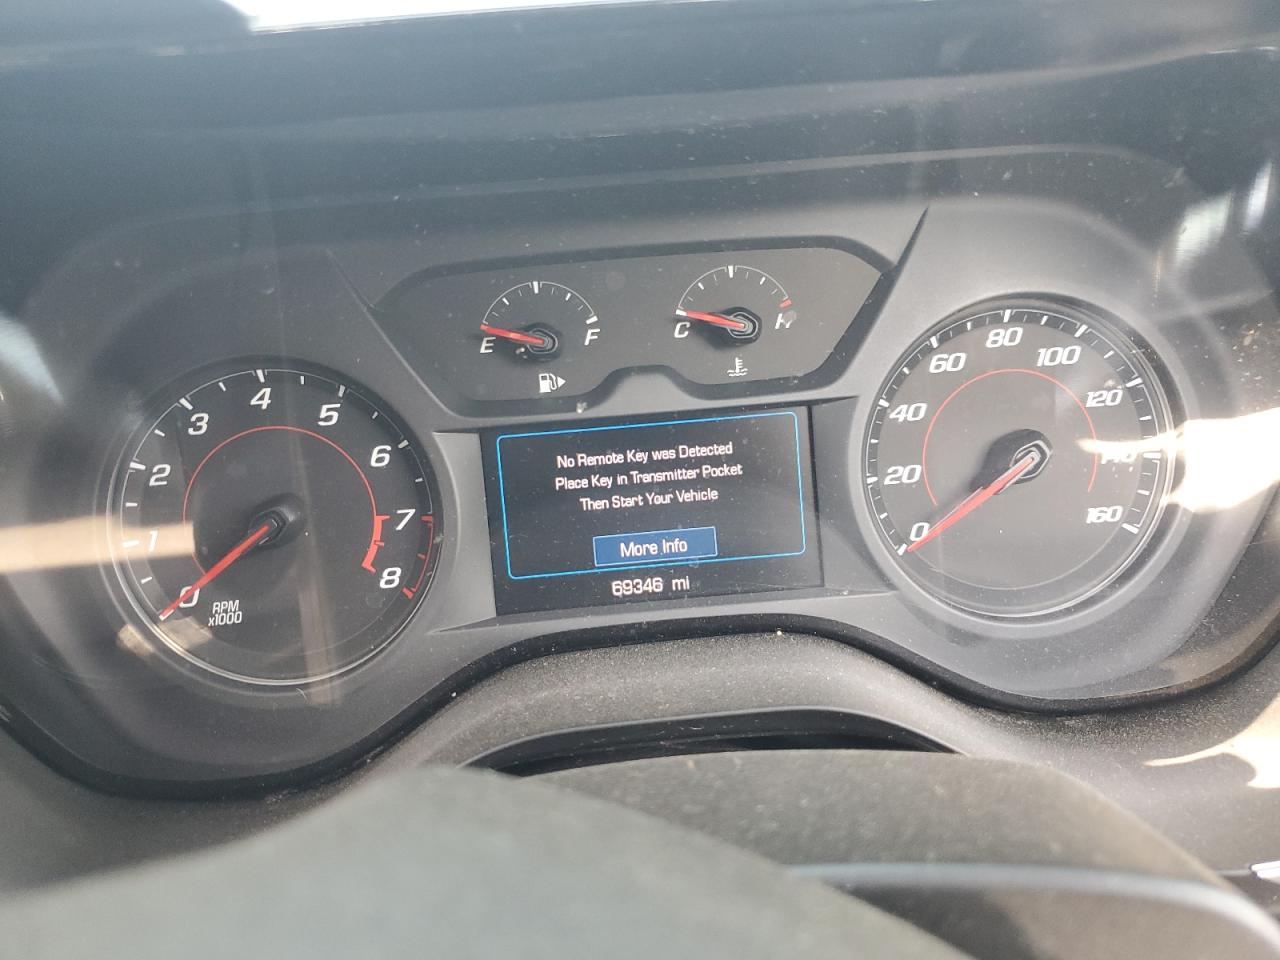 E
F
C
H
0
1
2
3
4
5
6
7
8
RPM
x1000
No Remote Key was Detected
Place Key in Transmitter Pocket
Then Start Your Vehicle
More Info
69346 mi
0
20
40
60
80
100
120
140
160